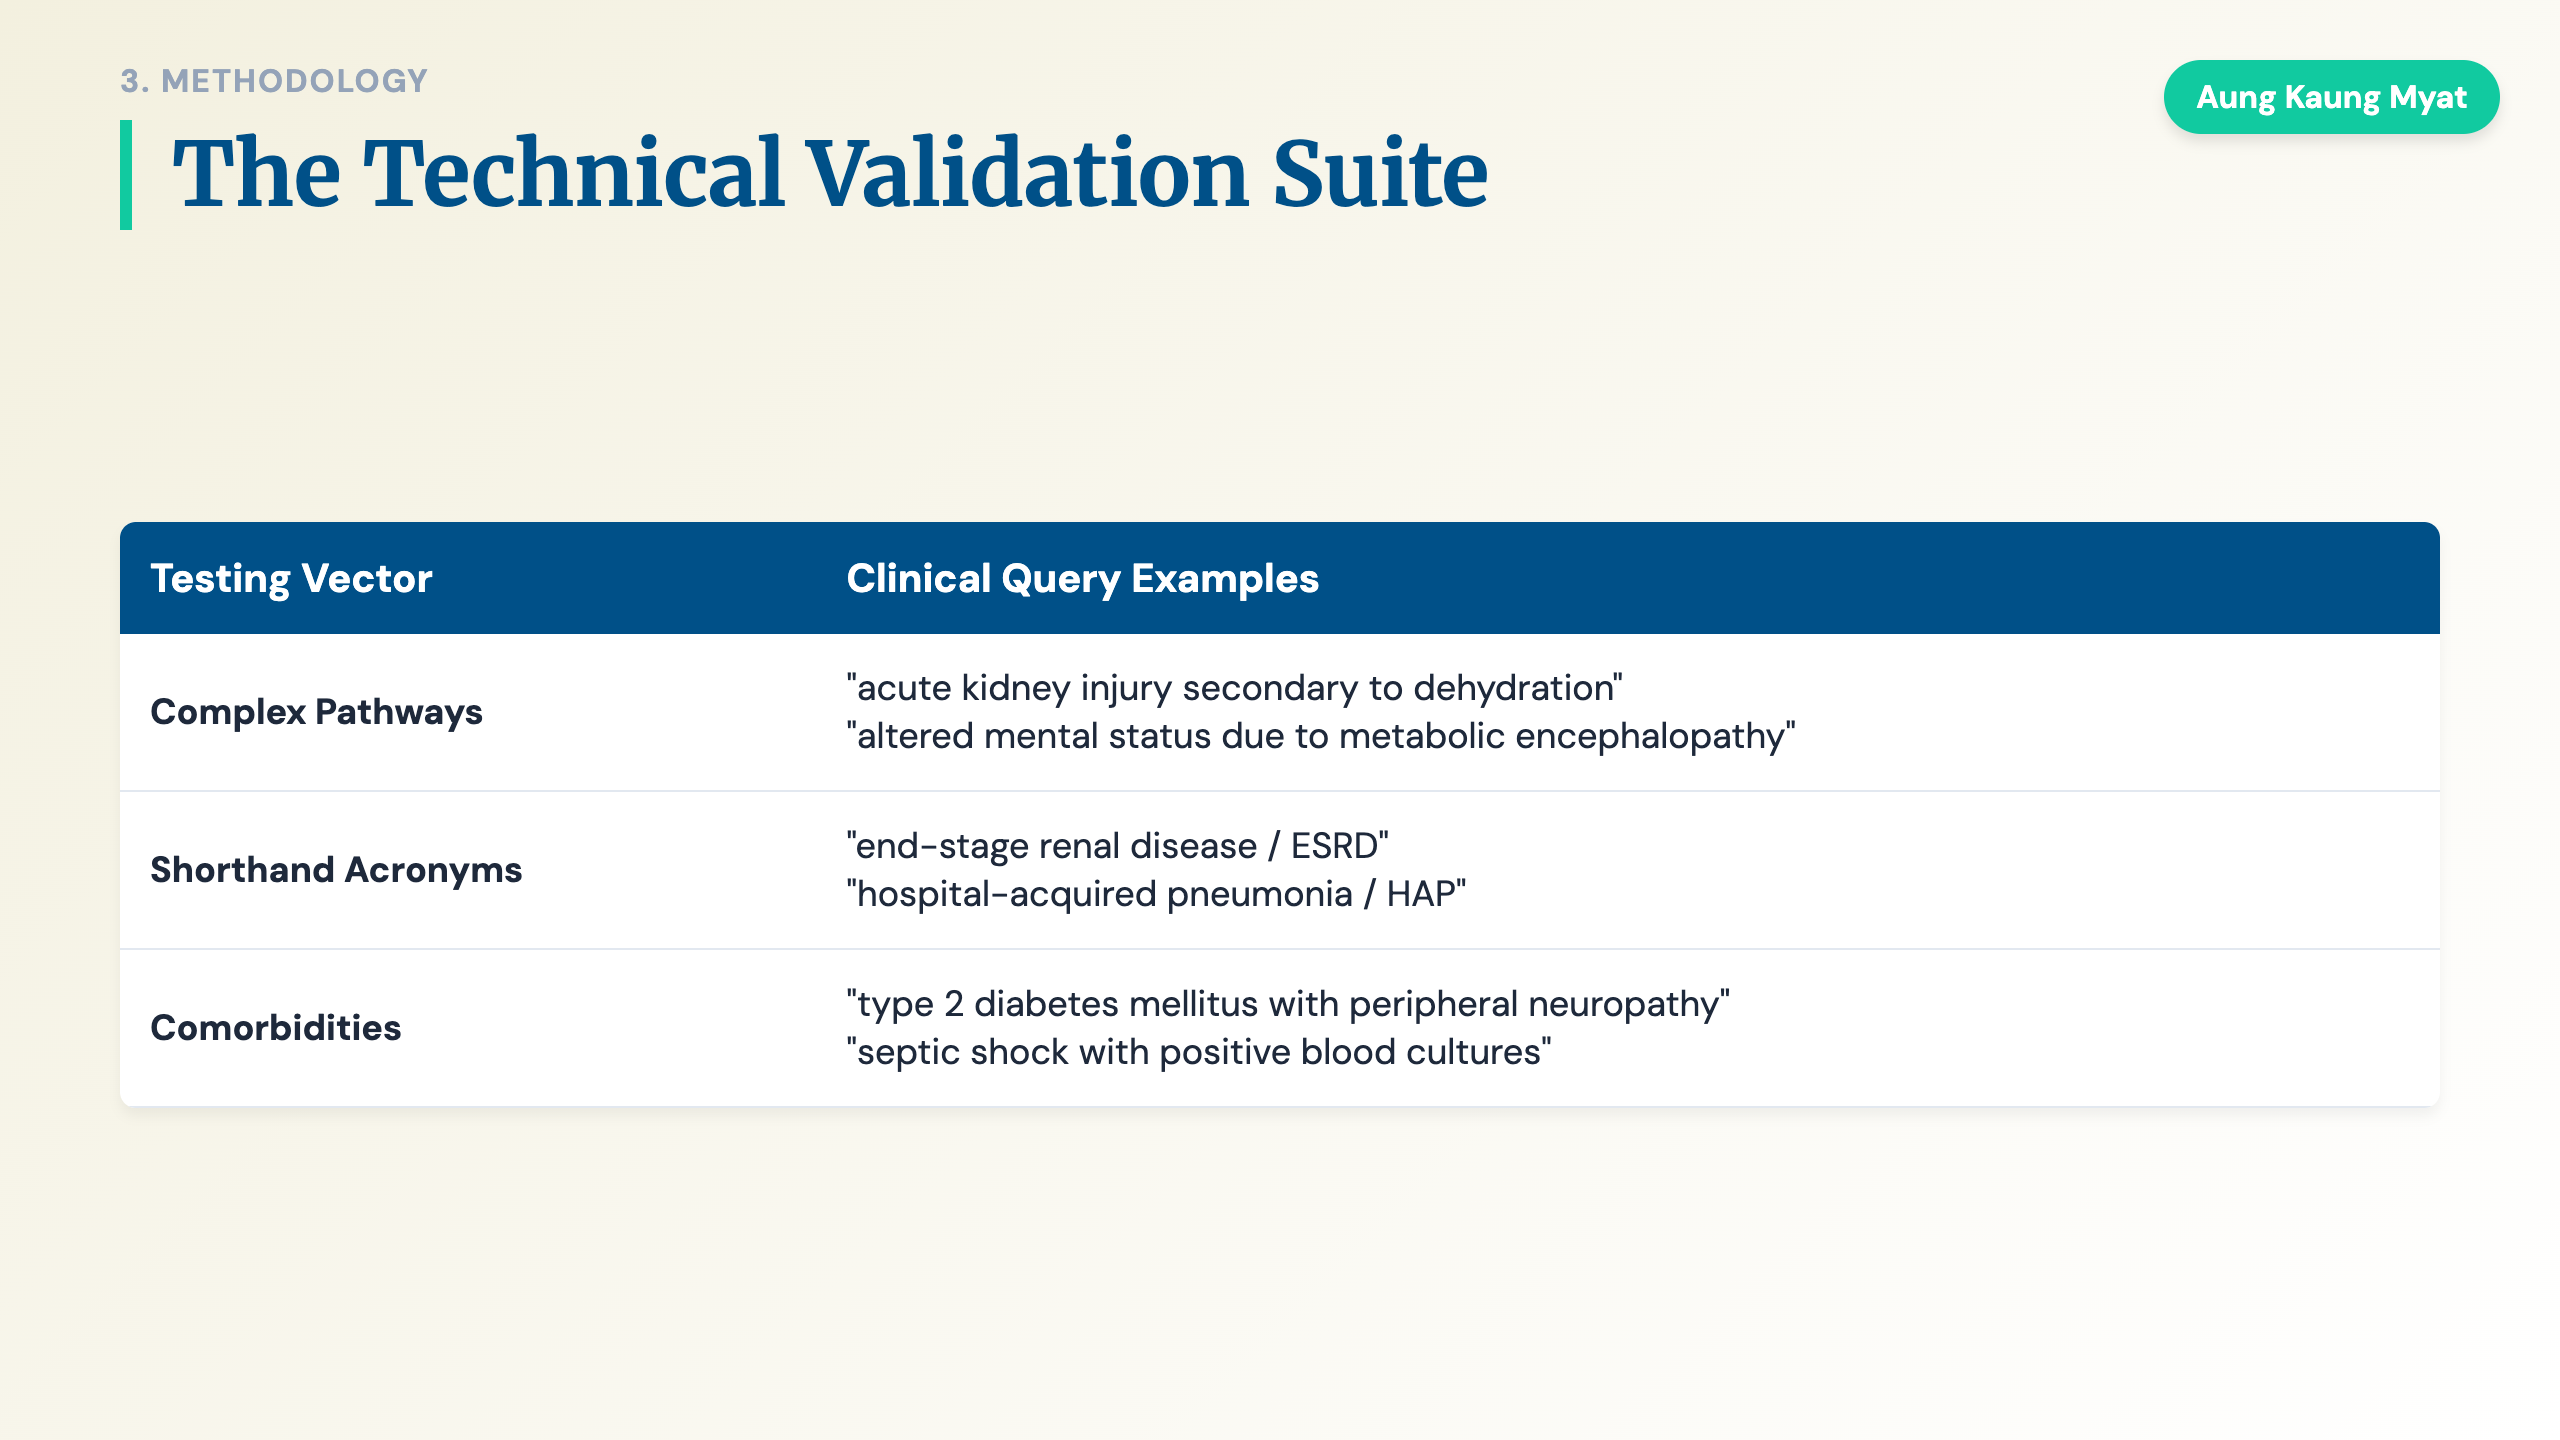 3. METHODOLOGY
Aung Kaung Myat
The Technical Validation Suite
Testing Vector
Clinical Query Examples
Complex Pathways
"acute kidney injury secondary to dehydration"
"altered mental status due to metabolic encephalopathy"
Shorthand Acronyms
"end-stage renal disease / ESRD"
"hospital-acquired pneumonia / HAP"
Comorbidities
"type 2 diabetes mellitus with peripheral neuropathy"
"septic shock with positive blood cultures"